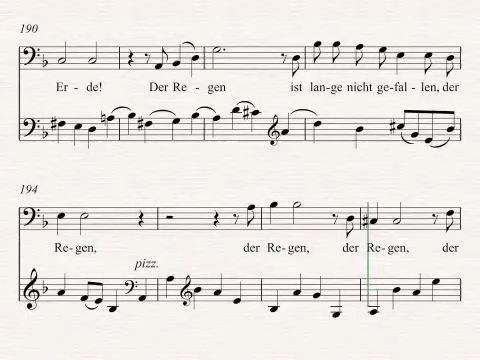 190
Er - de! Der Re - gen ist lan-ge nicht ge-fal - len, der
194
Re-gen, der Re-gen, der Re-gen, der
pizz.